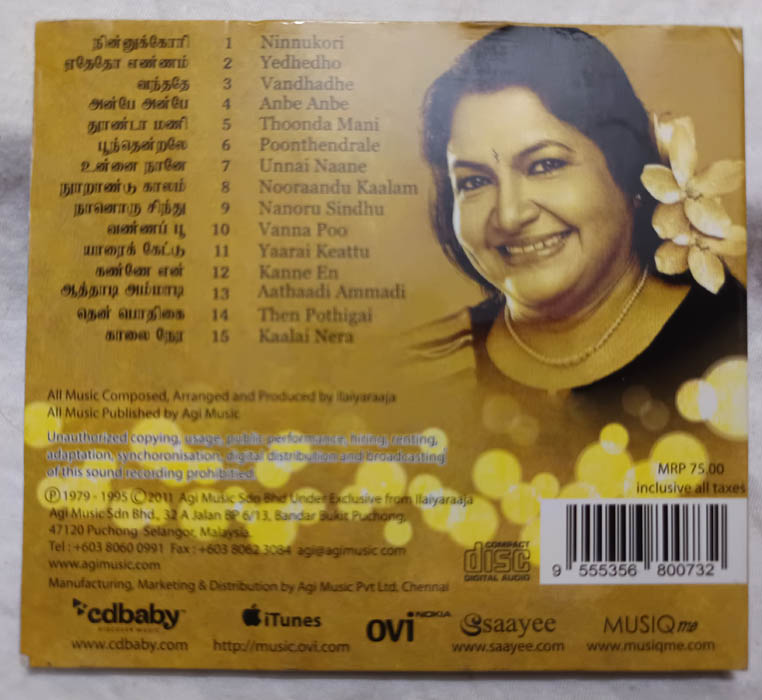 நின்னுக்கோரி 1 Ninnukori
ஏதேதோ எண்ணம் 2 Yedhedho
வந்ததே 3 Vandhadhe
அன்பே அன்பே 4 Anbe Anbe
தூண்டா மணி 5 Thoonda Mani
பூந்தென்றலே 6 Poonthendrale
உன்னை நானே 7 Unnai Naane
நூறாண்டு காலம் 8 Nooraandu Kaalam
நானொரு சிந்து 9 Nanoru Sindhu
வண்ணப் பூ 10 Vanna Poo
யாரைக் கேட்டு 11 Yaarai Keattu
கண்ணே என் 12 Kanne En
ஆத்தாடி அம்மாடி 13 Aathaadi Ammadi
தென் பொதிகை 14 Then Pothigai
காலை நேர 15 Kaalai Nera
All Music Composed, Arranged and Produced by Ilaiyaraaja
All Music Published by Agi Music
Unauthorized copying, usage, public performance, hiring, renting,
adaptation, synchoronisation, digital distribution and broadcasting
of this sound recording prohibitied
MRP 75.00
inclusive all taxes
Ⓟ 1979 - 1995 © 2011 Agi Music Sdn Bhd Under Exclusive from Ilaiyaraaja
Agi Music Sdn Bhd., 32 A Jalan BP 6/13, Bandar Bukit Puchong,
47120 Puchong Selangor, Malaysia.
Tel : +603 8060 0991 Fax : +603 8062 3084 agi@agimusic.com
www.agimusic.com
Manufacturing, Marketing & Distribution by Agi Music Pvt Ltd, Chennai
COMPACT
disc
DIGITAL AUDIO
9 555356 800732
cdbaby
DISCOVER MUSIC
www.cdbaby.com
iTunes
OVI NOKIA
http://music.ovi.com
saayee
www.saayee.com
MUSIQ me
www.musiqme.com